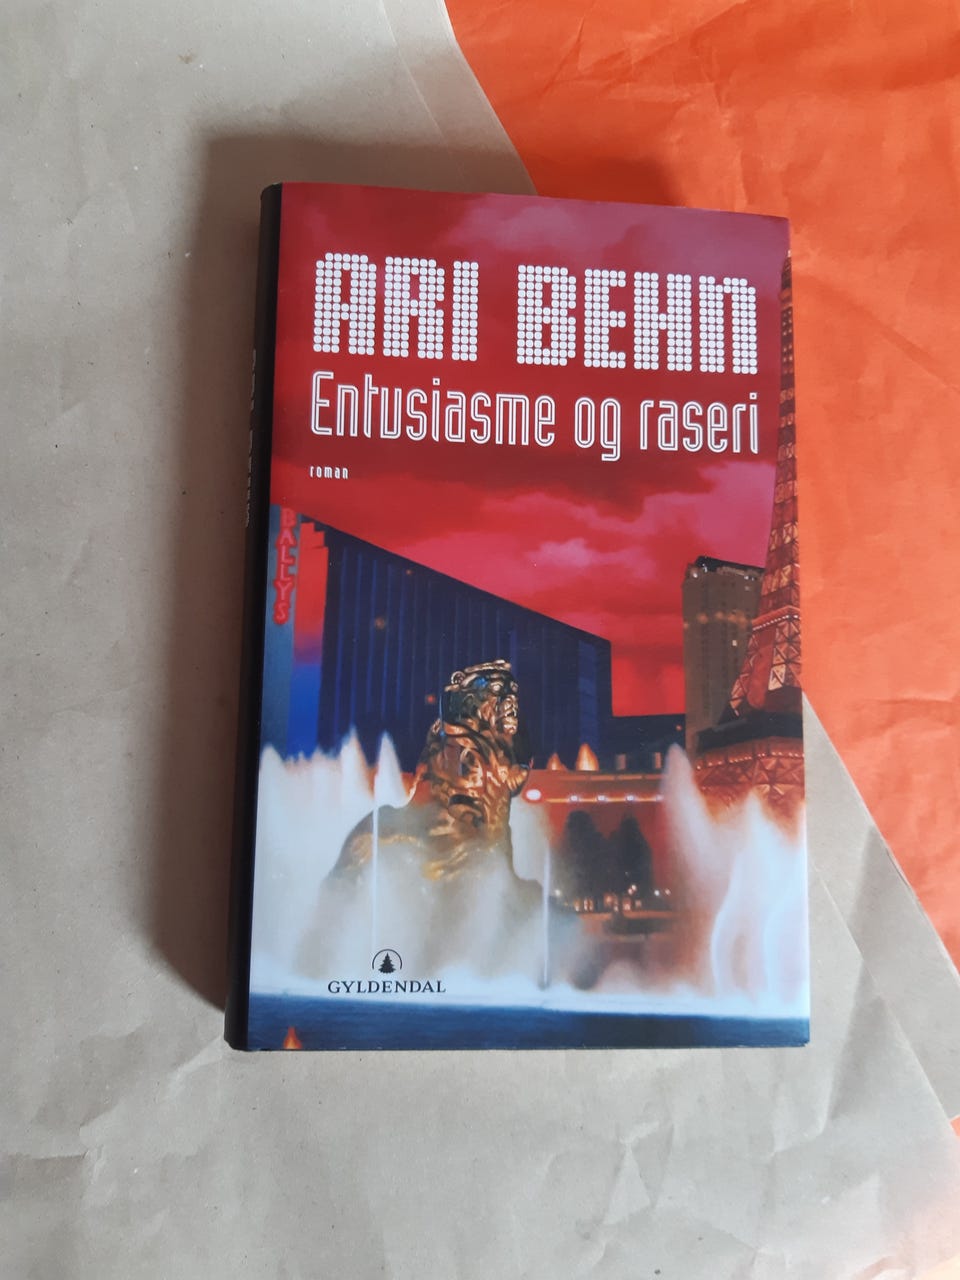 ARI BEHN
Entusiasme og raseri
roman
BALLYS
GYLDENDAL